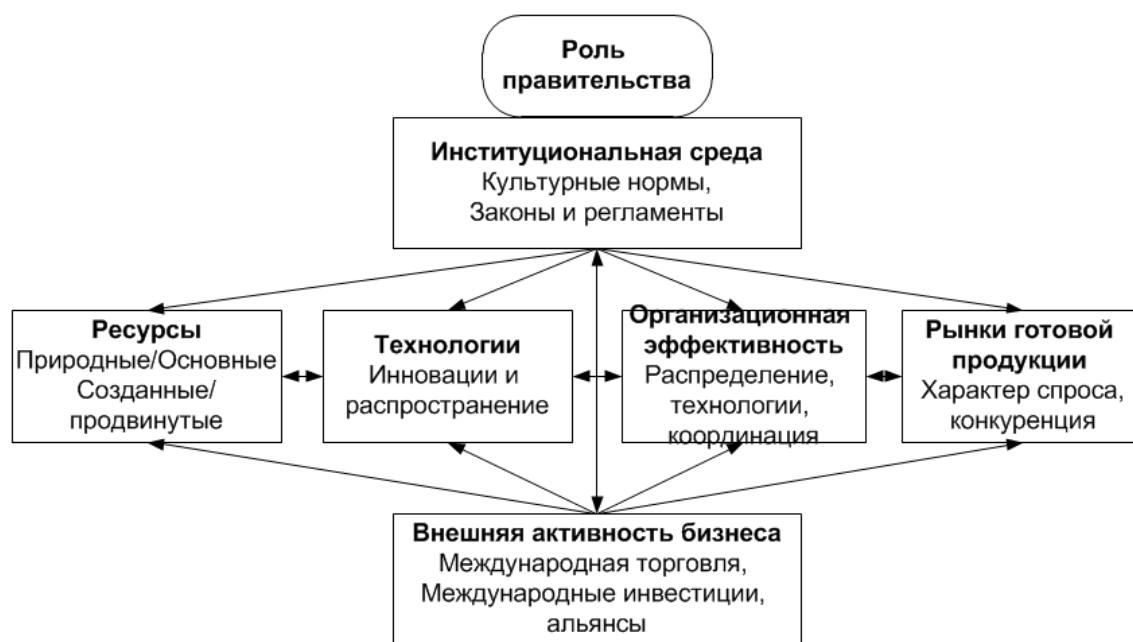 Роль
правительства
Институциональная среда
Культурные нормы,
Законы и регламенты
Ресурсы
Природные/Основные
Созданные/
продвинутые
Технологии
Инновации и
распространение
Организационная
эффективность
Распределение,
технологии,
координация
Рынки готовой
продукции
Характер спроса,
конкуренция
Внешняя активность бизнеса
Международная торговля,
Международные инвестиции,
альянсы